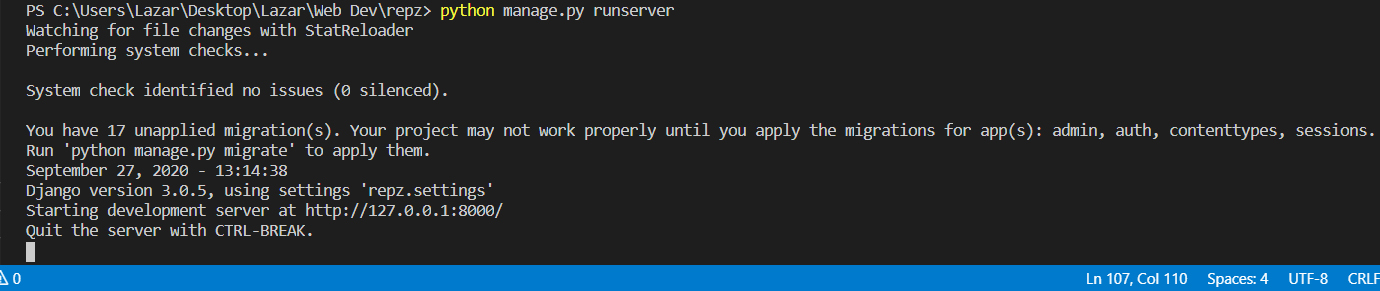 PS C:\Users\Lazar\Desktop\Lazar\Web Dev\repz> python manage.py runserver
Watching for file changes with StatReloader
Performing system checks...
System check identified no issues (0 silenced).
You have 17 unapplied migration(s). Your project may not work properly until you apply the migrations for app(s): admin, auth, contenttypes, sessions.
Run 'python manage.py migrate' to apply them.
September 27, 2020 - 13:14:38
Django version 3.0.5, using settings 'repz.settings'
Starting development server at http://127.0.0.1:8000/
Quit the server with CTRL-BREAK.
0 Ln 107, Col 110 Spaces: 4 UTF-8 CRLF